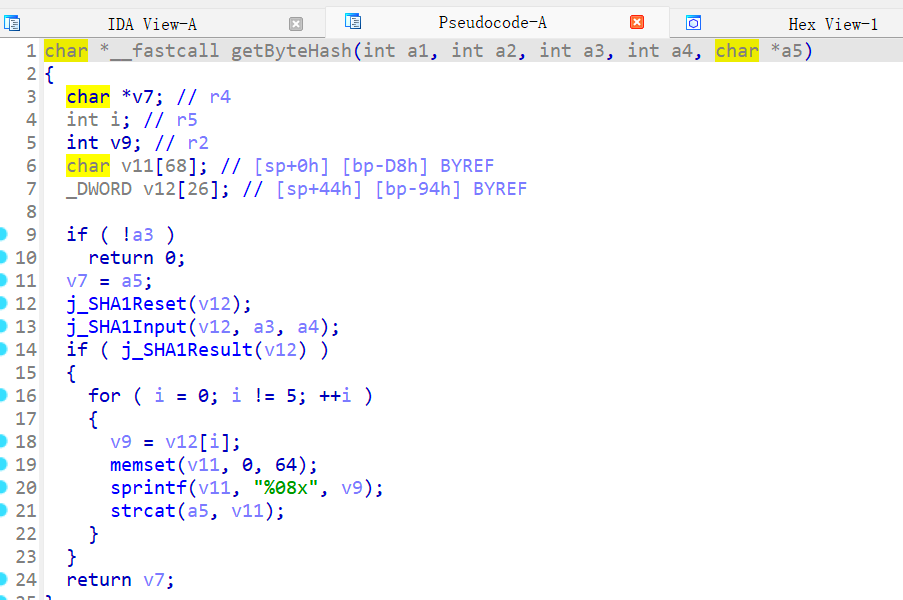 IDA View-A Pseudocode-A Hex View-1
1 char *__fastcall getByteHash(int a1, int a2, int a3, int a4, char *a5)
2 {
3   char *v7; // r4
4   int i; // r5
5   int v9; // r2
6   char v11[68]; // [sp+0h] [bp-D8h] BYREF
7   _DWORD v12[26]; // [sp+44h] [bp-94h] BYREF
8
9   if ( !a3 )
10     return 0;
11   v7 = a5;
12   j_SHA1Reset(v12);
13   j_SHA1Input(v12, a3, a4);
14   if ( j_SHA1Result(v12) )
15   {
16     for ( i = 0; i != 5; ++i )
17     {
18       v9 = v12[i];
19       memset(v11, 0, 64);
20       sprintf(v11, "%08x", v9);
21       strcat(a5, v11);
22     }
23   }
24   return v7;